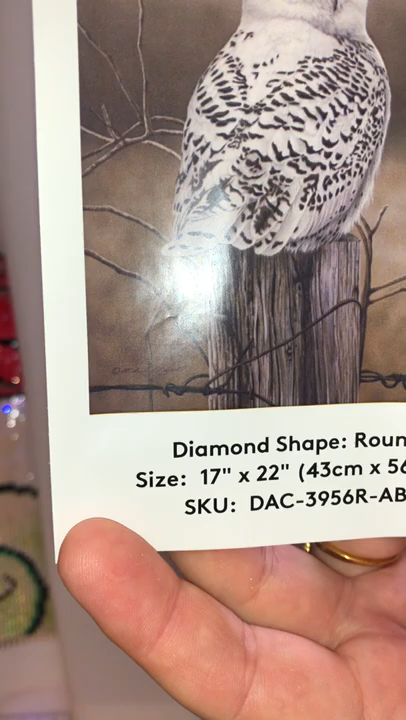 Diamond Shape: Roun
Size: 17" x 22" (43cm x 56
SKU: DAC-3956R-AB